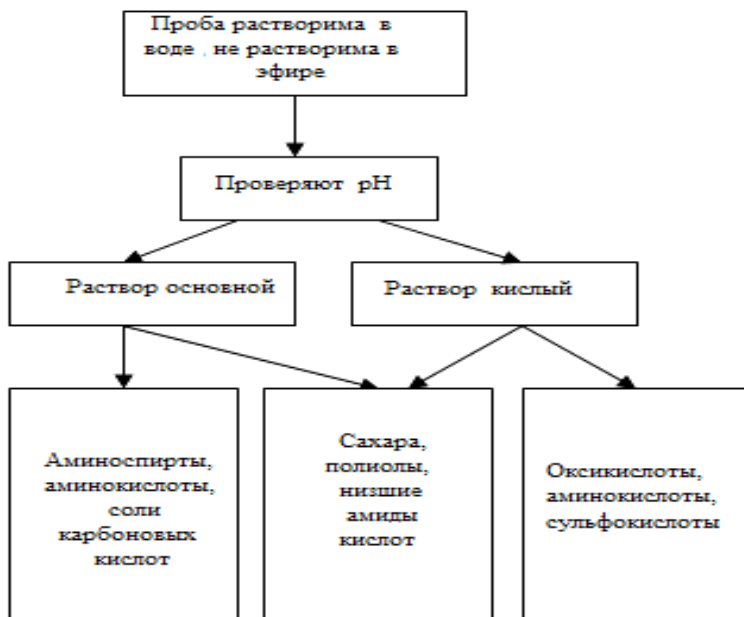 Проба растворима в
воде , не растворима в
эфире
Проверяют pH
Раствор основной
Раствор кислый
Аминоспирты,
аминокислоты,
соли
карбоновых
кислот
Сахара,
полиолы,
низшие
амиды
кислот
Оксикислоты,
аминокислоты,
сульфокислоты